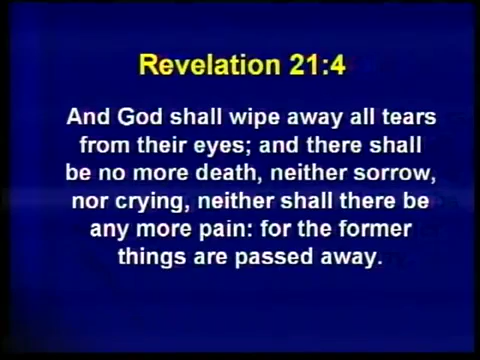 Revelation 21:4
And God shall wipe away all tears
from their eyes; and there shall
be no more death, neither sorrow,
nor crying, neither shall there be
any more pain: for the former
things are passed away.